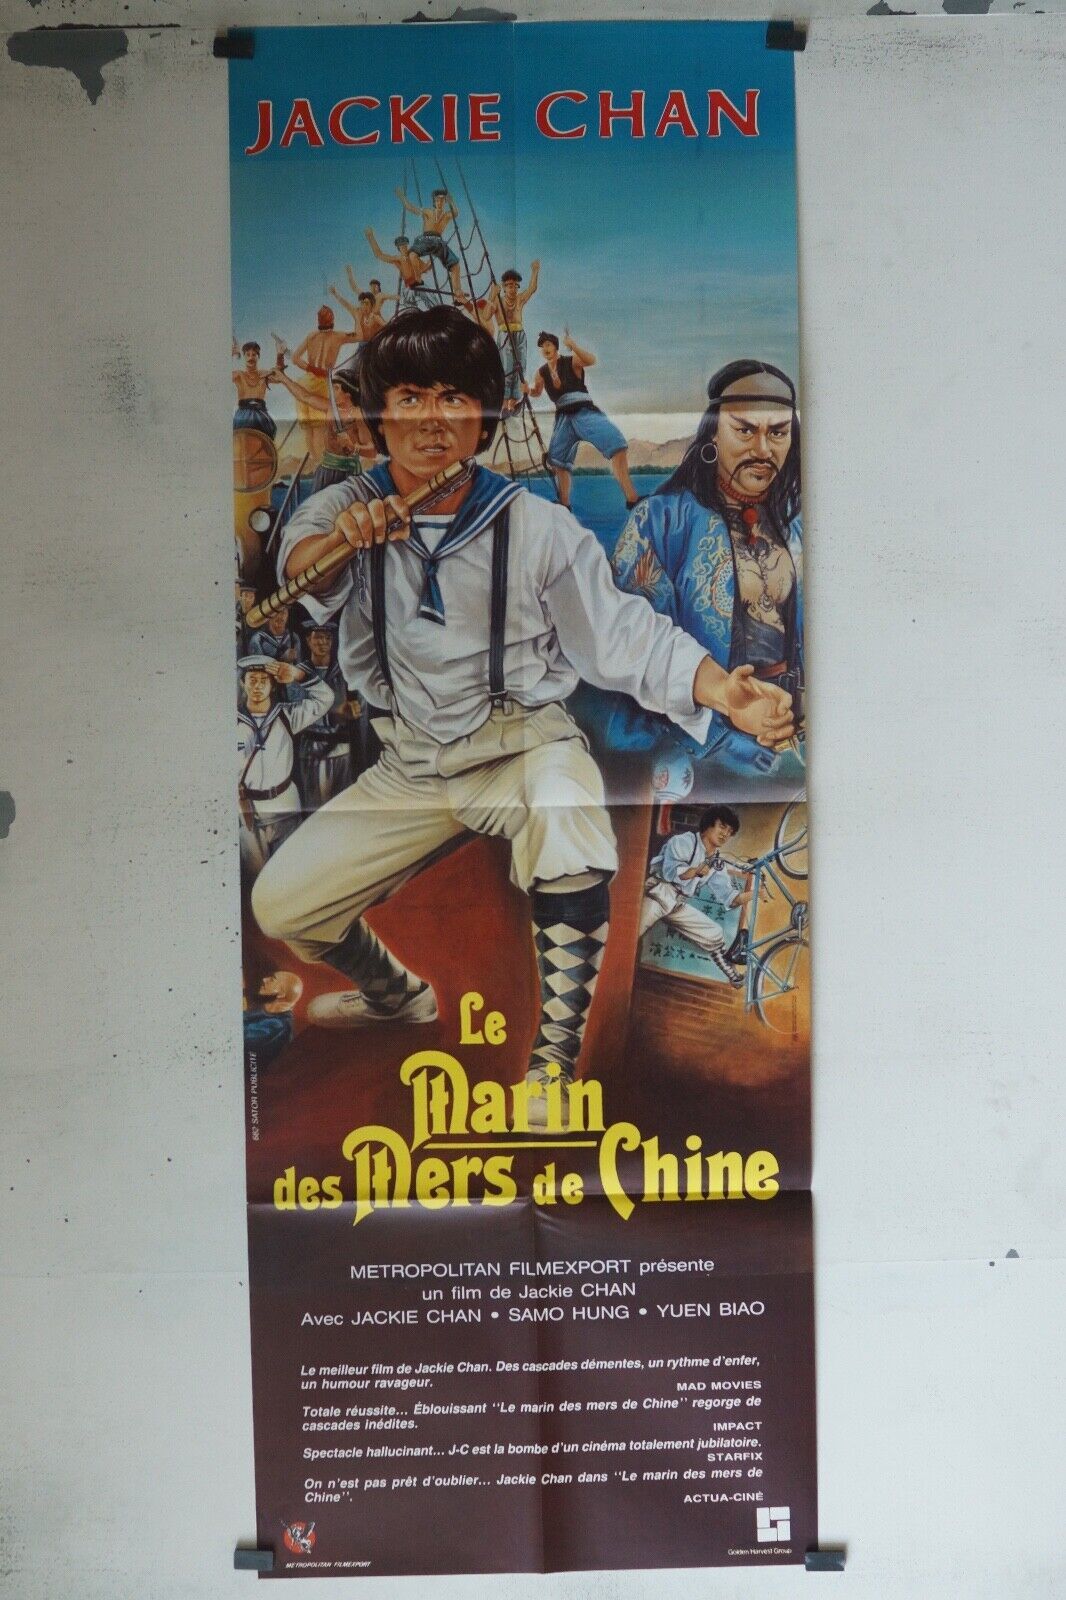 JACKIE CHAN
Le
Marin
des Mers de Chine
662 SATOR PUBLICITÉ
METROPOLITAN FILMEXPORT présente
un film de Jackie CHAN
Avec JACKIE CHAN • SAMO HUNG • YUEN BIAO
Le meilleur film de Jackie Chan. Des cascades démentes, un rythme d'enfer,
un humour ravageur.
MAD MOVIES
Totale réussite... Éblouissant "Le marin des mers de Chine" regorge de
cascades inédites.
IMPACT
Spectacle hallucinant... J-C est la bombe d'un cinéma totalement jubilatoire.
STARFIX
On n'est pas prêt d'oublier... Jackie Chan dans "Le marin des mers de
Chine".
ACTUA-CINÉ
METROPOLITAN FILMEXPORT
Golden Harvest Group